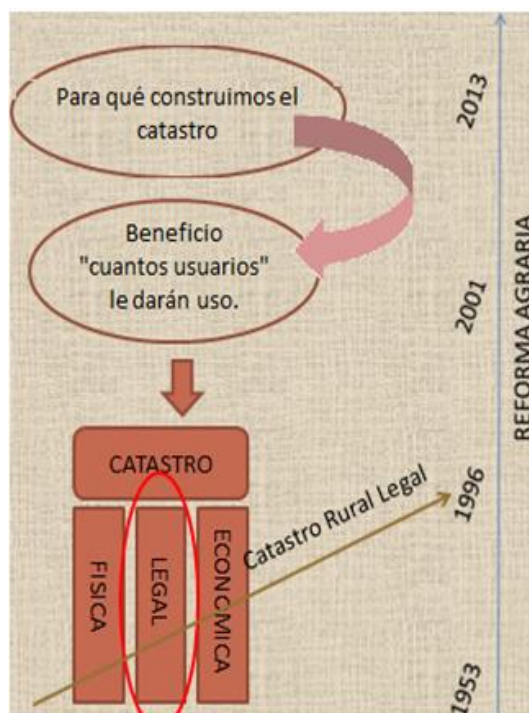 Para qué construimos el
catastro
Beneficio
"cuantos usuarios"
le darán uso.
CATASTRO
FISICA
LEGAL
ECONOMICA
Catastro Rural Legal
2013
2001
1996
1953
REFORMA AGRARIA